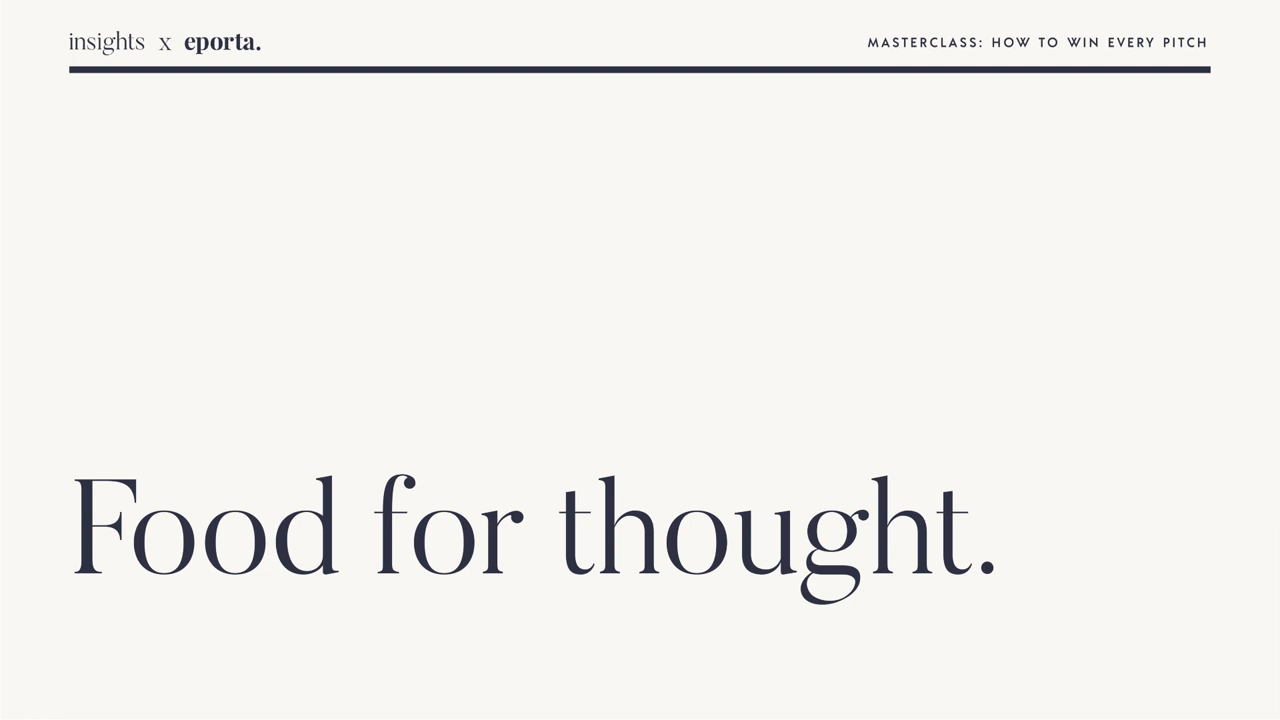 insights x eporta.
MASTERCLASS: HOW TO WIN EVERY PITCH
Food for thought.